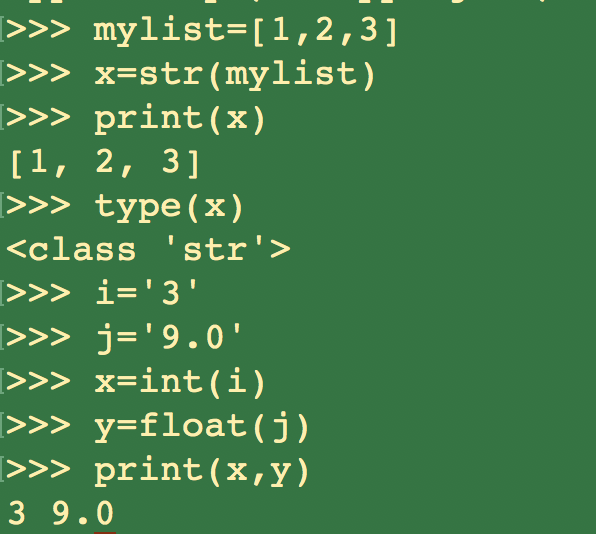 >>> mylist=[1,2,3]
>>> x=str(mylist)
>>> print(x)
[1, 2, 3]
>>> type(x)
<class 'str'>
>>> i='3'
>>> j='9.0'
>>> x=int(i)
>>> y=float(j)
>>> print(x,y)
3 9.0